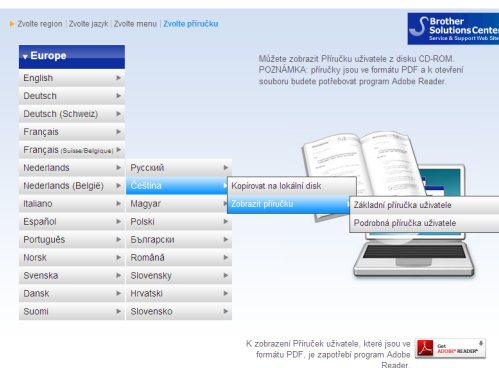 Zvolte region | Zvolte jazyk | Zvolte menu | Zvolte příručku
Brother
Solutions Center
Service & Support Web Site
Europe
Můžete zobrazit Příručku uživatele z disku CD-ROM.
POZNÁMKA: příručky jsou ve formátu PDF a k otevření
souboru budete potřebovat program Adobe Reader.
English
Deutsch
Deutsch (Schweiz)
Français
Français (Suisse/Belgique)
Nederlands
Nederlands (België)
Italiano
Español
Português
Norsk
Svenska
Dansk
Suomi
Русский
Čeština
Magyar
Polski
Български
Română
Slovensky
Hrvatski
Slovensko
Kopírovat na lokální disk
Zobrazit příručku
Základní příručka uživatele
Podrobná příručka uživatele
K zobrazení Příruček uživatele, které jsou ve
formátu PDF, je zapotřebí program Adobe
Reader.
Get
ADOBE® READER®